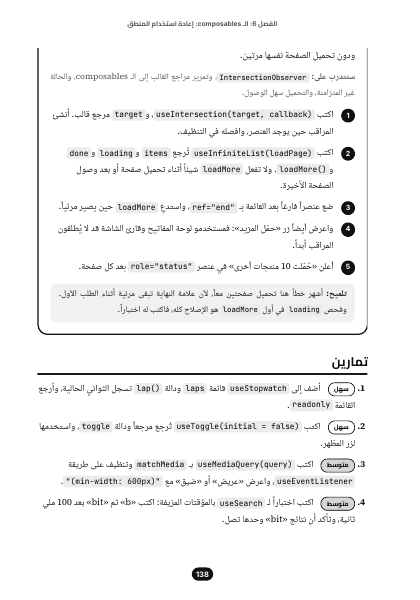 الفصل 6: الـ composables: إعادة استخدام المنطق
ودون تحميل الصفحة نفسها مرتين.
ستتدرب على: IntersectionObserver، وتمرير مراجع القالب إلى الـ composables، والحالة
غير المتزامنة، والتحميل سهل الوصول.
1 اكتب useIntersection(target, callback)، و target مرجع قالب. أنشئ
المراقب حين يوجد العنصر، وافصله في التنظيف.
2 اكتب useInfiniteList(loadPage) تُرجع items و loading و done
و loadMore(). ولا تفعل loadMore شيئاً أثناء تحميل صفحة أو بعد وصول
الصفحة الأخيرة.
3 ضع عنصراً فارغاً بعد القائمة بـ ref="end"، واستدعِ loadMore حين يصير مرئياً.
4 واعرض أيضاً زر «حمّل المزيد»: فمستخدمو لوحة المفاتيح وقارئ الشاشة قد لا يُطلقون
المراقب أبداً.
5 أعلن «حُمّلت 10 منتجات أخرى» في عنصر role="status" بعد كل صفحة.
تلميح: أشهر خطأ هنا تحميل صفحتين معاً، لأن علامة النهاية تبقى مرئية أثناء الطلب الأول.
وفحص loading في أول loadMore هو الإصلاح كله، فاكتب له اختباراً.
تمارين
1. سهل أضف إلى useStopwatch قائمة laps ودالة lap() تسجل الثواني الحالية، وأرجع
القائمة readonly.
2. سهل اكتب useToggle(initial = false) تُرجع مرجعاً ودالة toggle، واستخدمها
لزر المظهر.
3. متوسط اكتب useMediaQuery(query) بـ matchMedia وتنظيف على طريقة
useEventListener، واعرض «عريض» أو «ضيق» مع "(min-width: 600px)".
4. متوسط اكتب اختباراً لـ useSearch بالمؤقتات المزيفة: اكتب «b» ثم «bit» بعد 100 ملي
ثانية، وتأكد أن نتائج «bit» وحدها تصل.
138